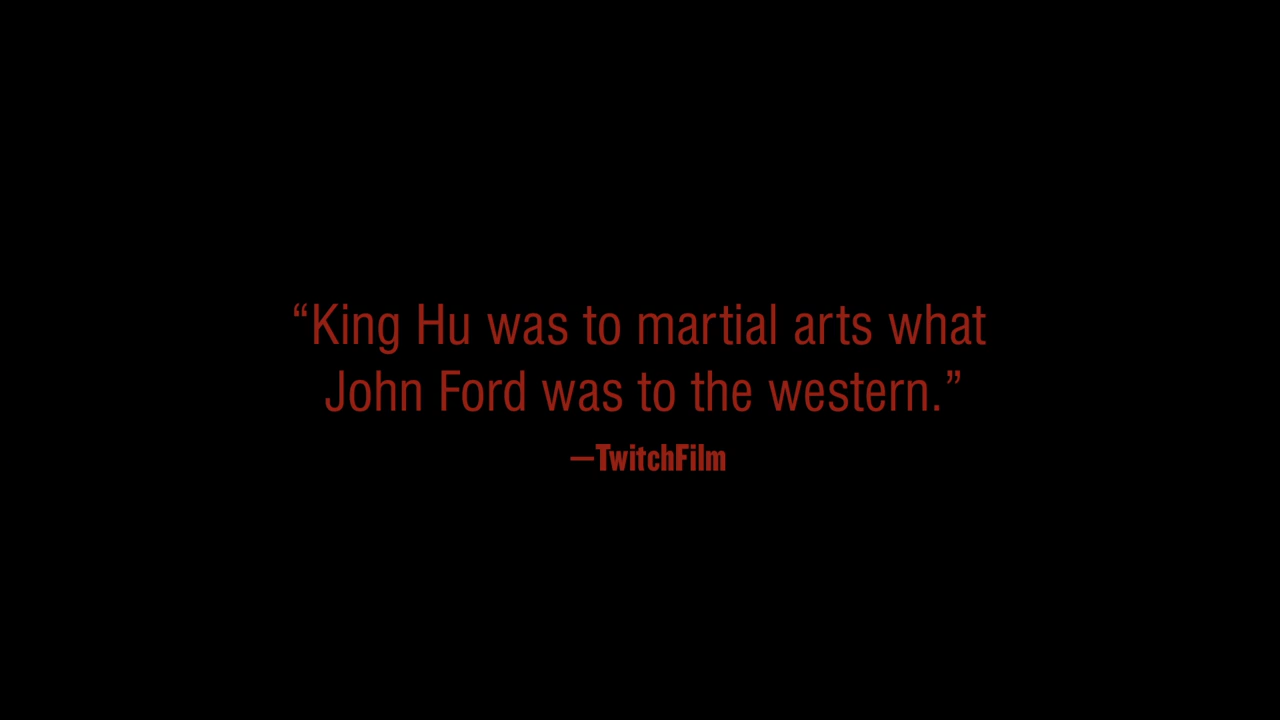 “King Hu was to martial arts what
John Ford was to the western.”
—TwitchFilm